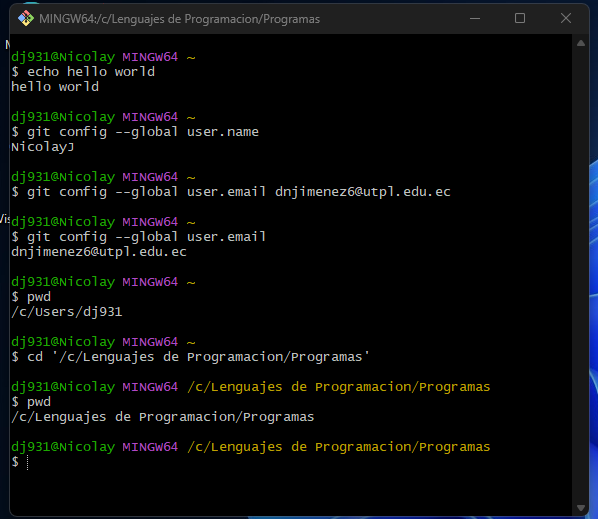 MINGW64:/c/Lenguajes de Programacion/Programas
dj931@Nicolay MINGW64 ~
$ echo hello world
hello world
dj931@Nicolay MINGW64 ~
$ git config --global user.name
NicolayJ
dj931@Nicolay MINGW64 ~
$ git config --global user.email dnjimenez6@utpl.edu.ec
dj931@Nicolay MINGW64 ~
$ git config --global user.email
dnjimenez6@utpl.edu.ec
dj931@Nicolay MINGW64 ~
$ pwd
/c/Users/dj931
dj931@Nicolay MINGW64 ~
$ cd '/c/Lenguajes de Programacion/Programas'
dj931@Nicolay MINGW64 /c/Lenguajes de Programacion/Programas
$ pwd
/c/Lenguajes de Programacion/Programas
dj931@Nicolay MINGW64 /c/Lenguajes de Programacion/Programas
$